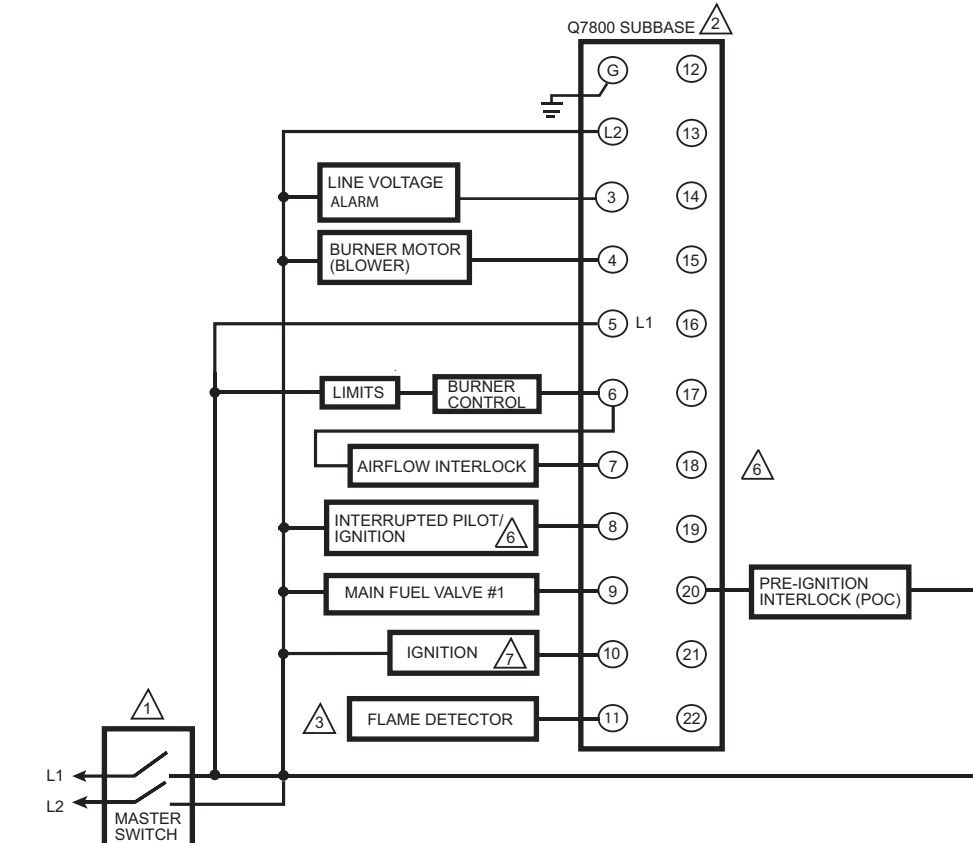 Q7800 SUBBASE 2
G 12
L2 13
LINE VOLTAGE
ALARM
3 14
BURNER MOTOR
(BLOWER)
4 15
5 L1 16
LIMITS
BURNER
CONTROL
6 17
AIRFLOW INTERLOCK
7 18 6
INTERRUPTED PILOT/
IGNITION 6
8 19
MAIN FUEL VALVE #1
9 20
PRE-IGNITION
INTERLOCK (POC)
IGNITION 7
10 21
3 FLAME DETECTOR
11 22
1
L1
L2
MASTER
SWITCH